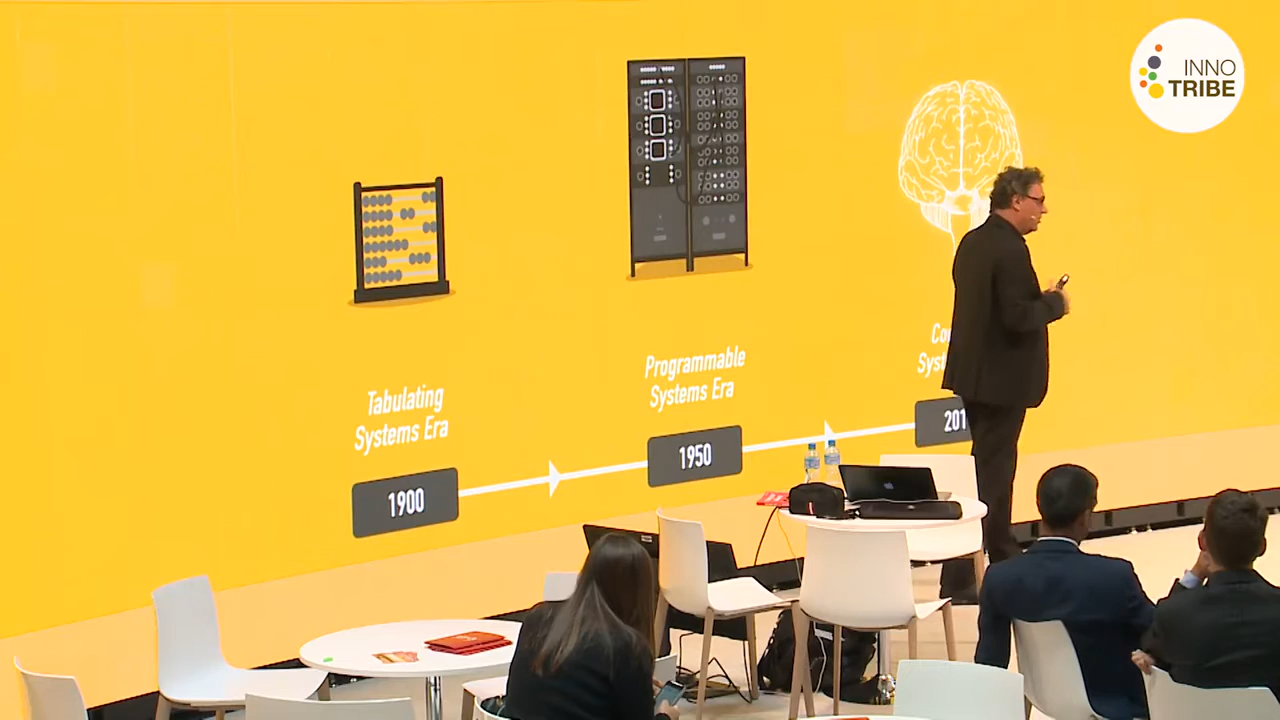 INNO
TRIBE
Programmable
Systems Era
Tabulating
Systems Era
1950
1900